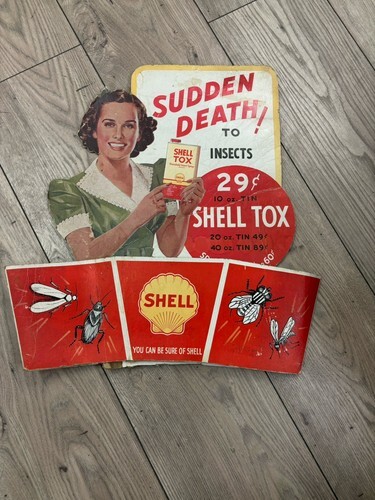 SUDDEN
DEATH!
TO
INSECTS
SHELL
TOX
29¢
10 oz. TIN
SHELL TOX
20 oz. TIN 49¢
40 oz. TIN 89¢
60¢
SHELL
YOU CAN BE SURE OF SHELL